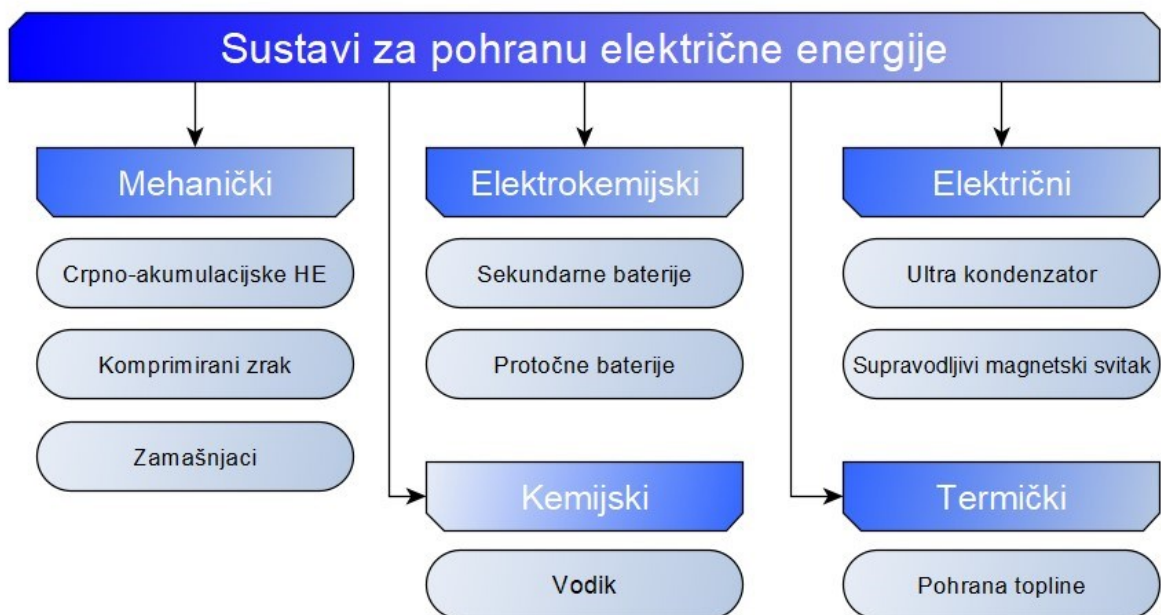 Sustavi za pohranu električne energije
Mehanički
Crpno-akumulacijske HE
Komprimirani zrak
Zamašnjaci
Elektrokemijski
Sekundarne baterije
Protočne baterije
Kemijski
Vodik
Električni
Ultra kondenzator
Supravodljivi magnetski svitak
Termički
Pohrana topline